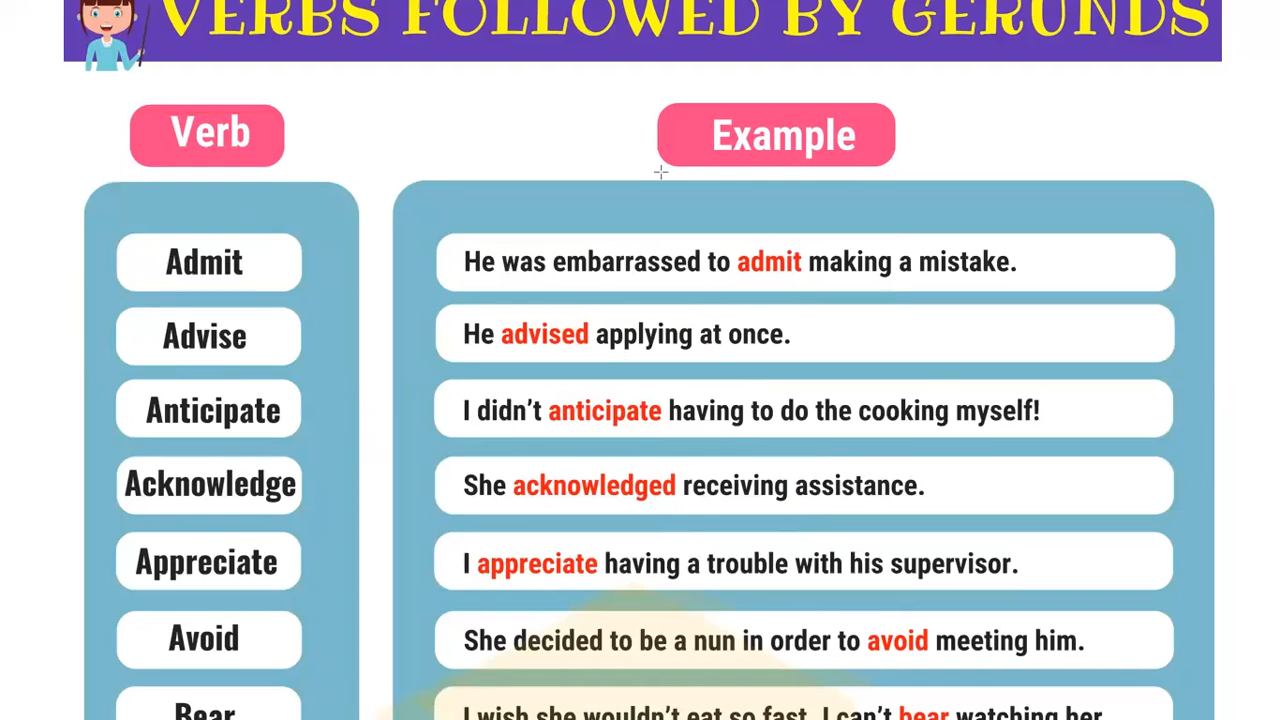 VERBS FOLLOWED BY GERUNDS
Verb Example
Admit He was embarrassed to admit making a mistake.
Advise He advised applying at once.
Anticipate I didn't anticipate having to do the cooking myself!
Acknowledge She acknowledged receiving assistance.
Appreciate I appreciate having a trouble with his supervisor.
Avoid She decided to be a nun in order to avoid meeting him.
Bear I wish she wouldn't eat so fast. I can't bear watching her